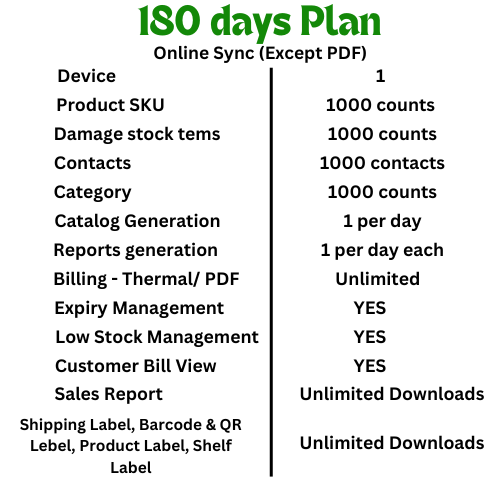 180 days Plan
Online Sync (Except PDF)
Device 1
Product SKU 1000 counts
Damage stock tems 1000 counts
Contacts 1000 contacts
Category 1000 counts
Catalog Generation 1 per day
Reports generation 1 per day each
Billing - Thermal/ PDF Unlimited
Expiry Management YES
Low Stock Management YES
Customer Bill View YES
Sales Report Unlimited Downloads
Shipping Label, Barcode & QR
Lebel, Product Label, Shelf
Label
Unlimited Downloads